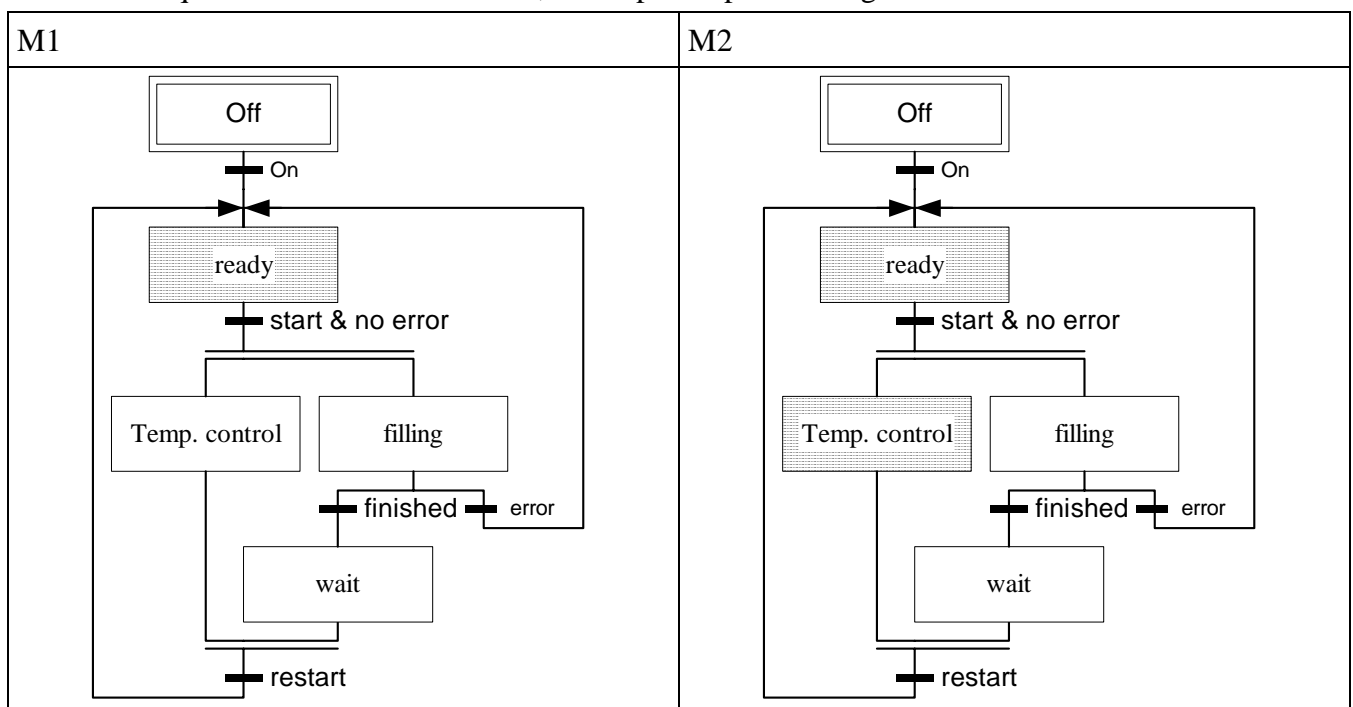 M1
M2
Off
On
ready
start & no error
Temp. control
filling
finished
error
wait
restart
Off
On
ready
start & no error
Temp. control
filling
finished
error
wait
restart